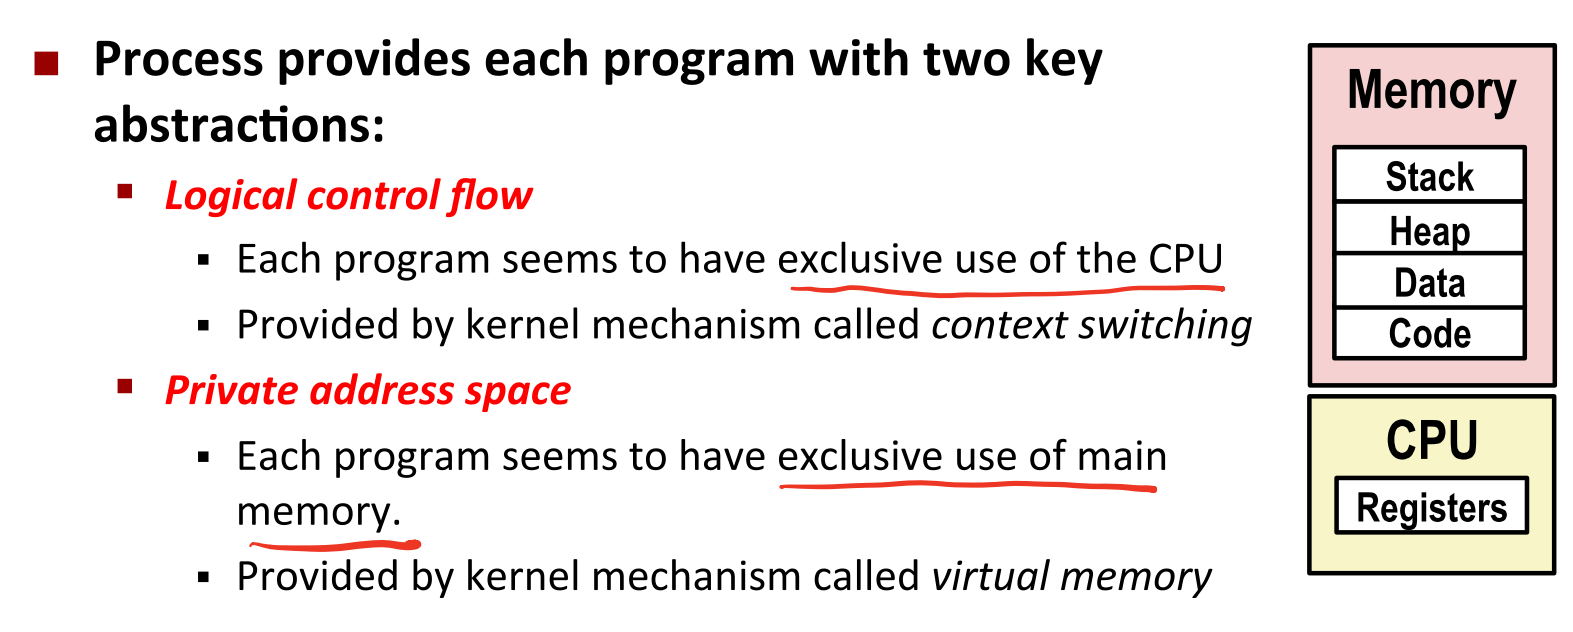 Process provides each program with two key
abstractions:
Logical control flow
Each program seems to have exclusive use of the CPU
Provided by kernel mechanism called context switching
Private address space
Each program seems to have exclusive use of main
memory.
Provided by kernel mechanism called virtual memory
Memory
Stack
Heap
Data
Code
CPU
Registers